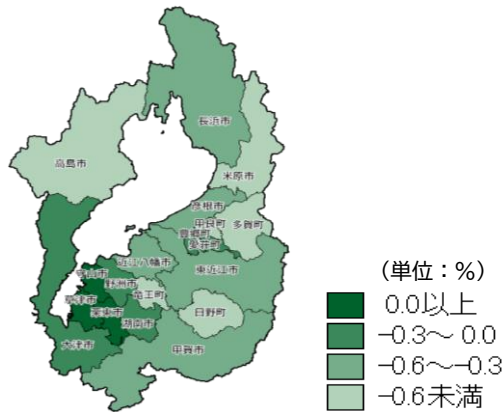 長浜市
高島市
米原市
彦根市
甲良町
多賀町
豊郷町
愛荘町
近江八幡市
東近江市
守山市
野洲市
竜王町
草津市
栗東市
日野町
湖南市
大津市
甲賀市
(単位：%)
0.0以上
-0.3～ 0.0
-0.6～-0.3
-0.6未満